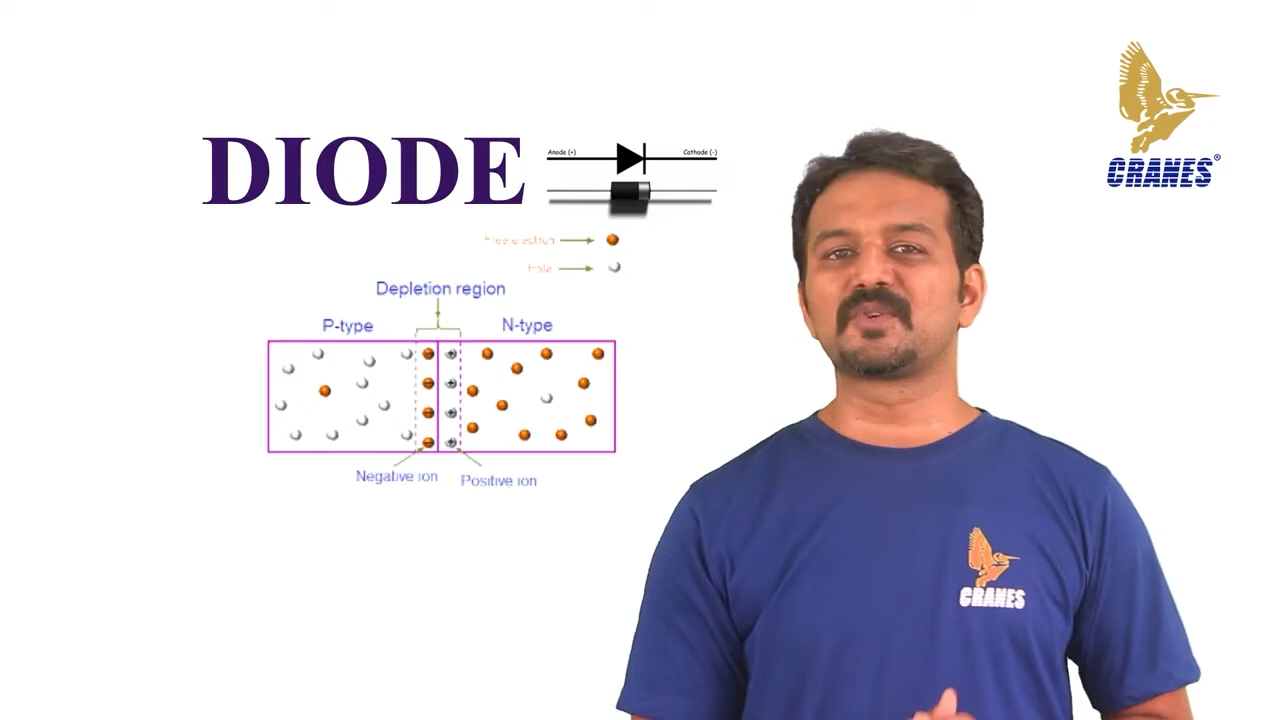 DIODE
Anode (+) Cathode (-)
CRANES®
Free electron
Hole
Depletion region
P-type N-type
Negative ion Positive ion
CRANES